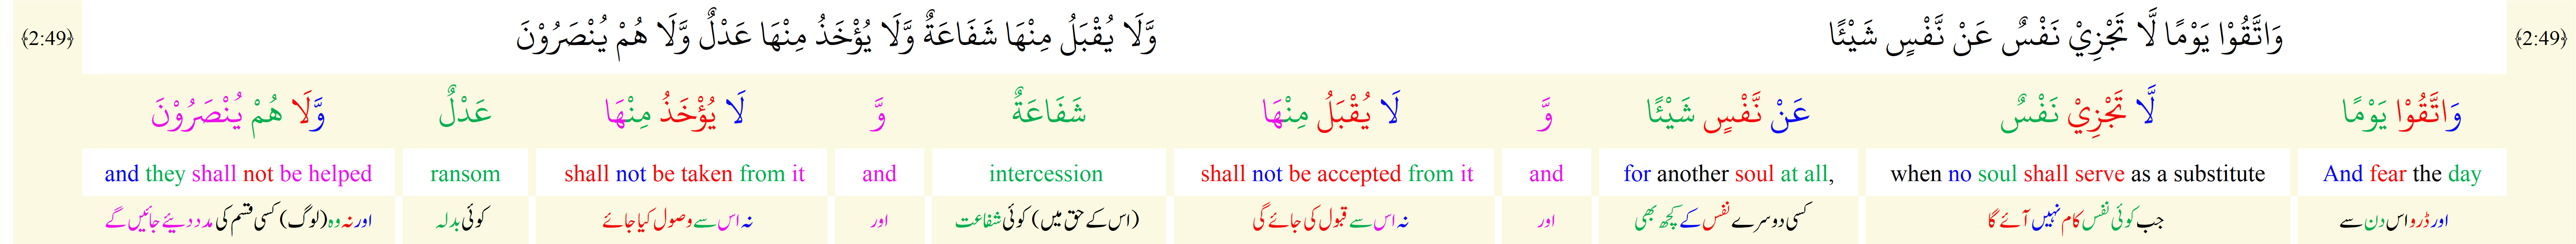 ﴿2:49﴾ وَاتَّقُوْا يَوْمًا لَّا تَجْزِيْ نَفْسٌ عَنْ نَّفْسٍ شَيْئًا وَّلَا يُقْبَلُ مِنْهَا شَفَاعَةٌ وَّلَا يُؤْخَذُ مِنْهَا عَدْلٌ وَّلَا هُمْ يُنْصَرُوْنَ ﴿2:49﴾
وَاتَّقُوْا يَوْمًا لَّا تَجْزِيْ نَفْسٌ عَنْ نَّفْسٍ شَيْئًا وَّ لَا يُقْبَلُ مِنْهَا شَفَاعَةٌ وَّ لَا يُؤْخَذُ مِنْهَا عَدْلٌ وَّلَا هُمْ يُنْصَرُوْنَ
And fear the day when no soul shall serve as a substitute for another soul at all, and shall not be accepted from it intercession and shall not be taken from it ransom and they shall not be helped
اور ڈرو اس دن سے جب کوئی نفس کام نہیں آئے گا کسی دوسرے نفس کے کچھ بھی اور نہ اس سے قبول کی جائے گی (اس کے حق میں) کوئی شفاعت اور نہ اس سے وصول کیا جائے کوئی بدلہ اور نہ وہ (لوگ) کسی قسم کی مدد دیئے جائیں گے